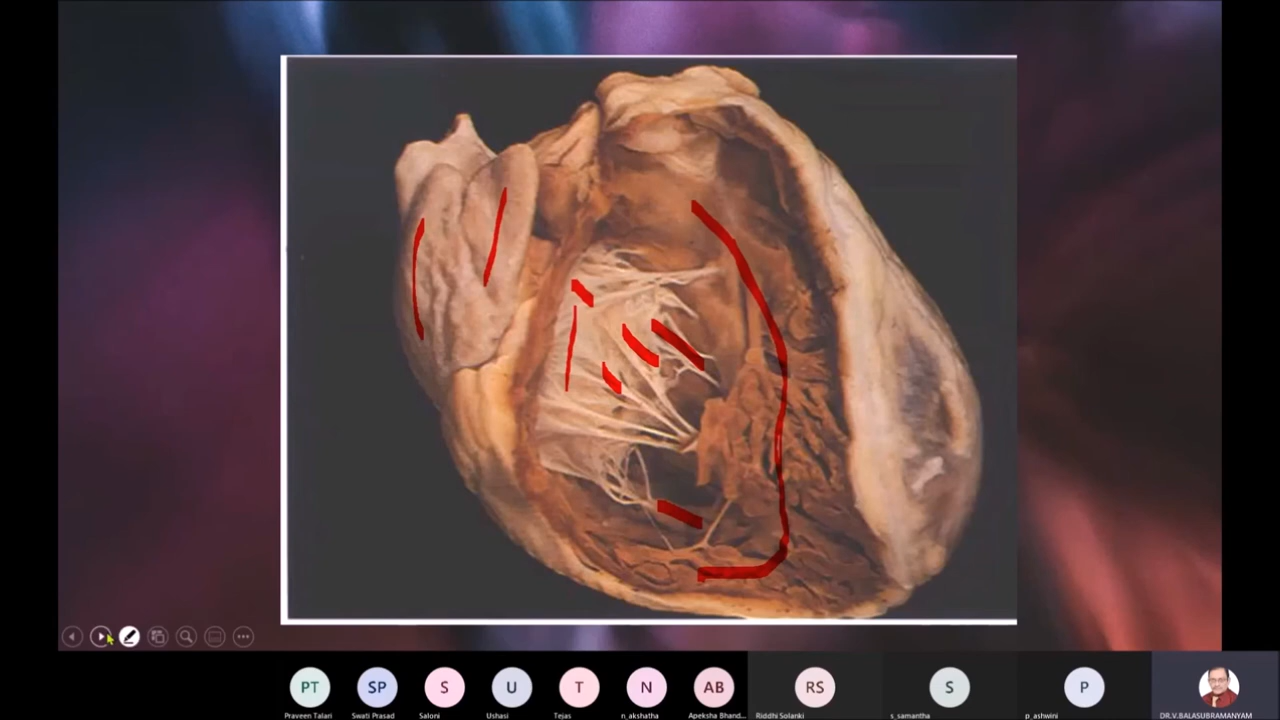 PT SP S U T N AB RS S P
Praveen Talari Swati Prasad Saloni Ushasi Tejas n_akshatha Apeksha Bhand... Riddhi Solanki s_samantha p_ashwini DR.V.BALASUBRAMANYAM